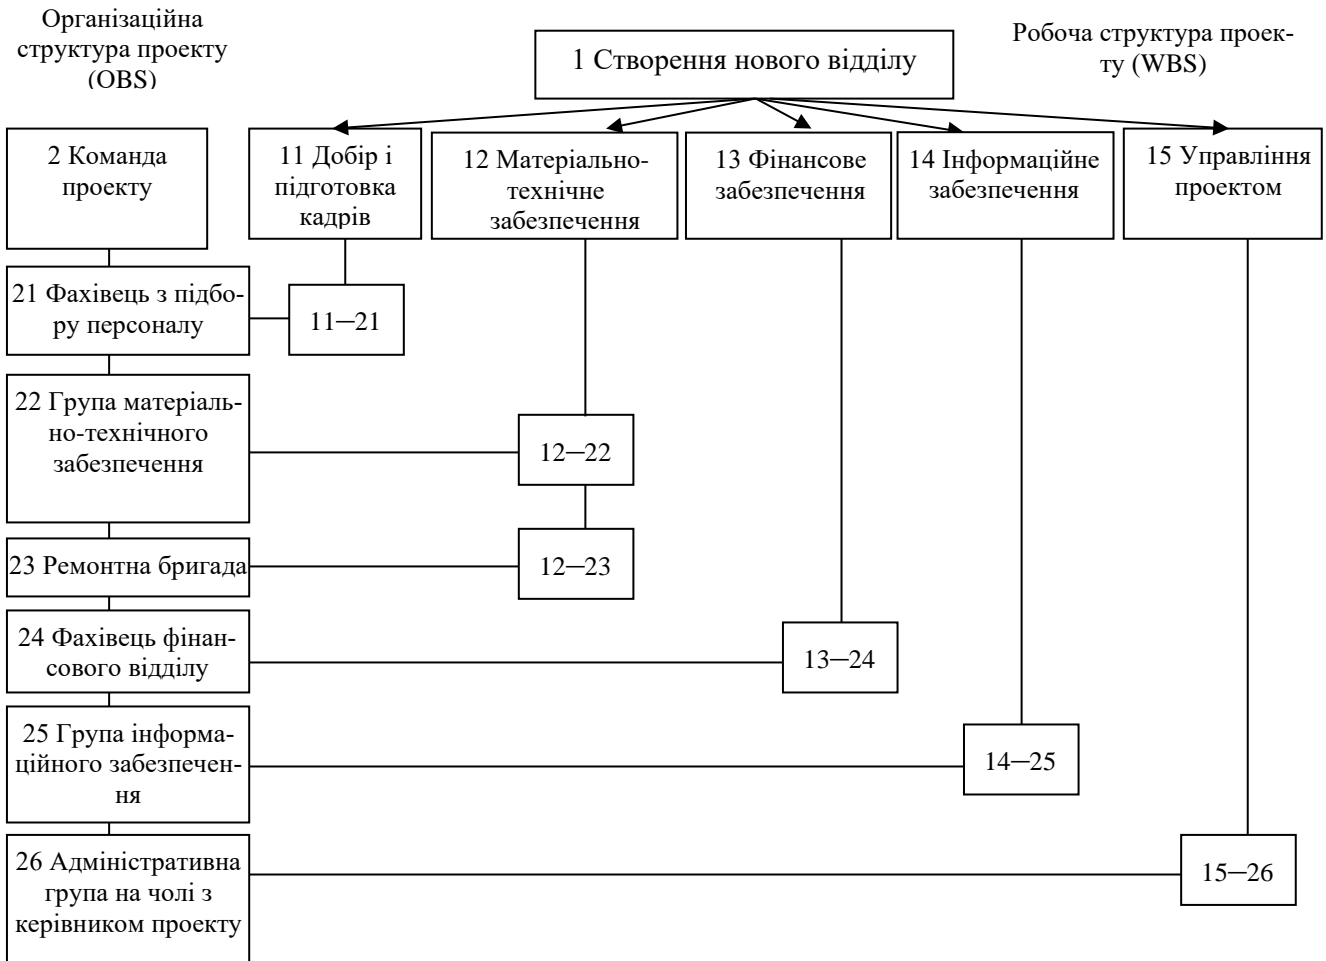 Організаційна
структура проекту
(OBS)
1 Створення нового відділу
Робоча структура проек-
ту (WBS)
2 Команда
проекту
11 Добір і
підготовка
кадрів
12 Матеріально-
технічне
забезпечення
13 Фінансове
забезпечення
14 Інформаційне
забезпечення
15 Управління
проектом
21 Фахівець з підбо-
ру персоналу
11–21
22 Група матеріаль-
но-технічного
забезпечення
12–22
23 Ремонтна бригада
12–23
24 Фахівець фінан-
сового відділу
13–24
25 Група інформа-
ційного забезпечен-
ня
14–25
26 Адміністративна
група на чолі з
керівником проекту
15–26